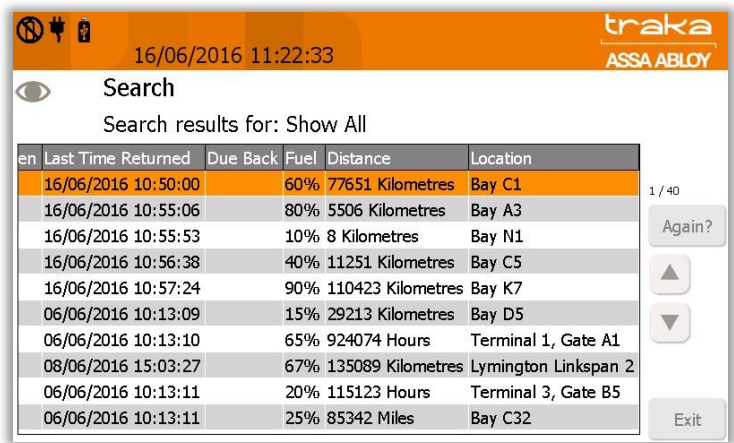 traka
16/06/2016 11:22:33
ASSA ABLOY
Search
Search results for: Show All
en Last Time Returned Due Back Fuel Distance Location
16/06/2016 10:50:00 60% 77651 Kilometres Bay C1
1 / 40
16/06/2016 10:55:06 80% 5506 Kilometres Bay A3
Again?
16/06/2016 10:55:53 10% 8 Kilometres Bay N1
16/06/2016 10:56:38 40% 11251 Kilometres Bay C5
16/06/2016 10:57:24 90% 110423 Kilometres Bay K7
06/06/2016 10:13:09 15% 29213 Kilometres Bay D5
06/06/2016 10:13:10 65% 924074 Hours Terminal 1, Gate A1
08/06/2016 15:03:27 67% 135089 Kilometres Lymington Linkspan 2
06/06/2016 10:13:11 20% 115123 Hours Terminal 3, Gate B5
06/06/2016 10:13:11 25% 85342 Miles Bay C32
Exit